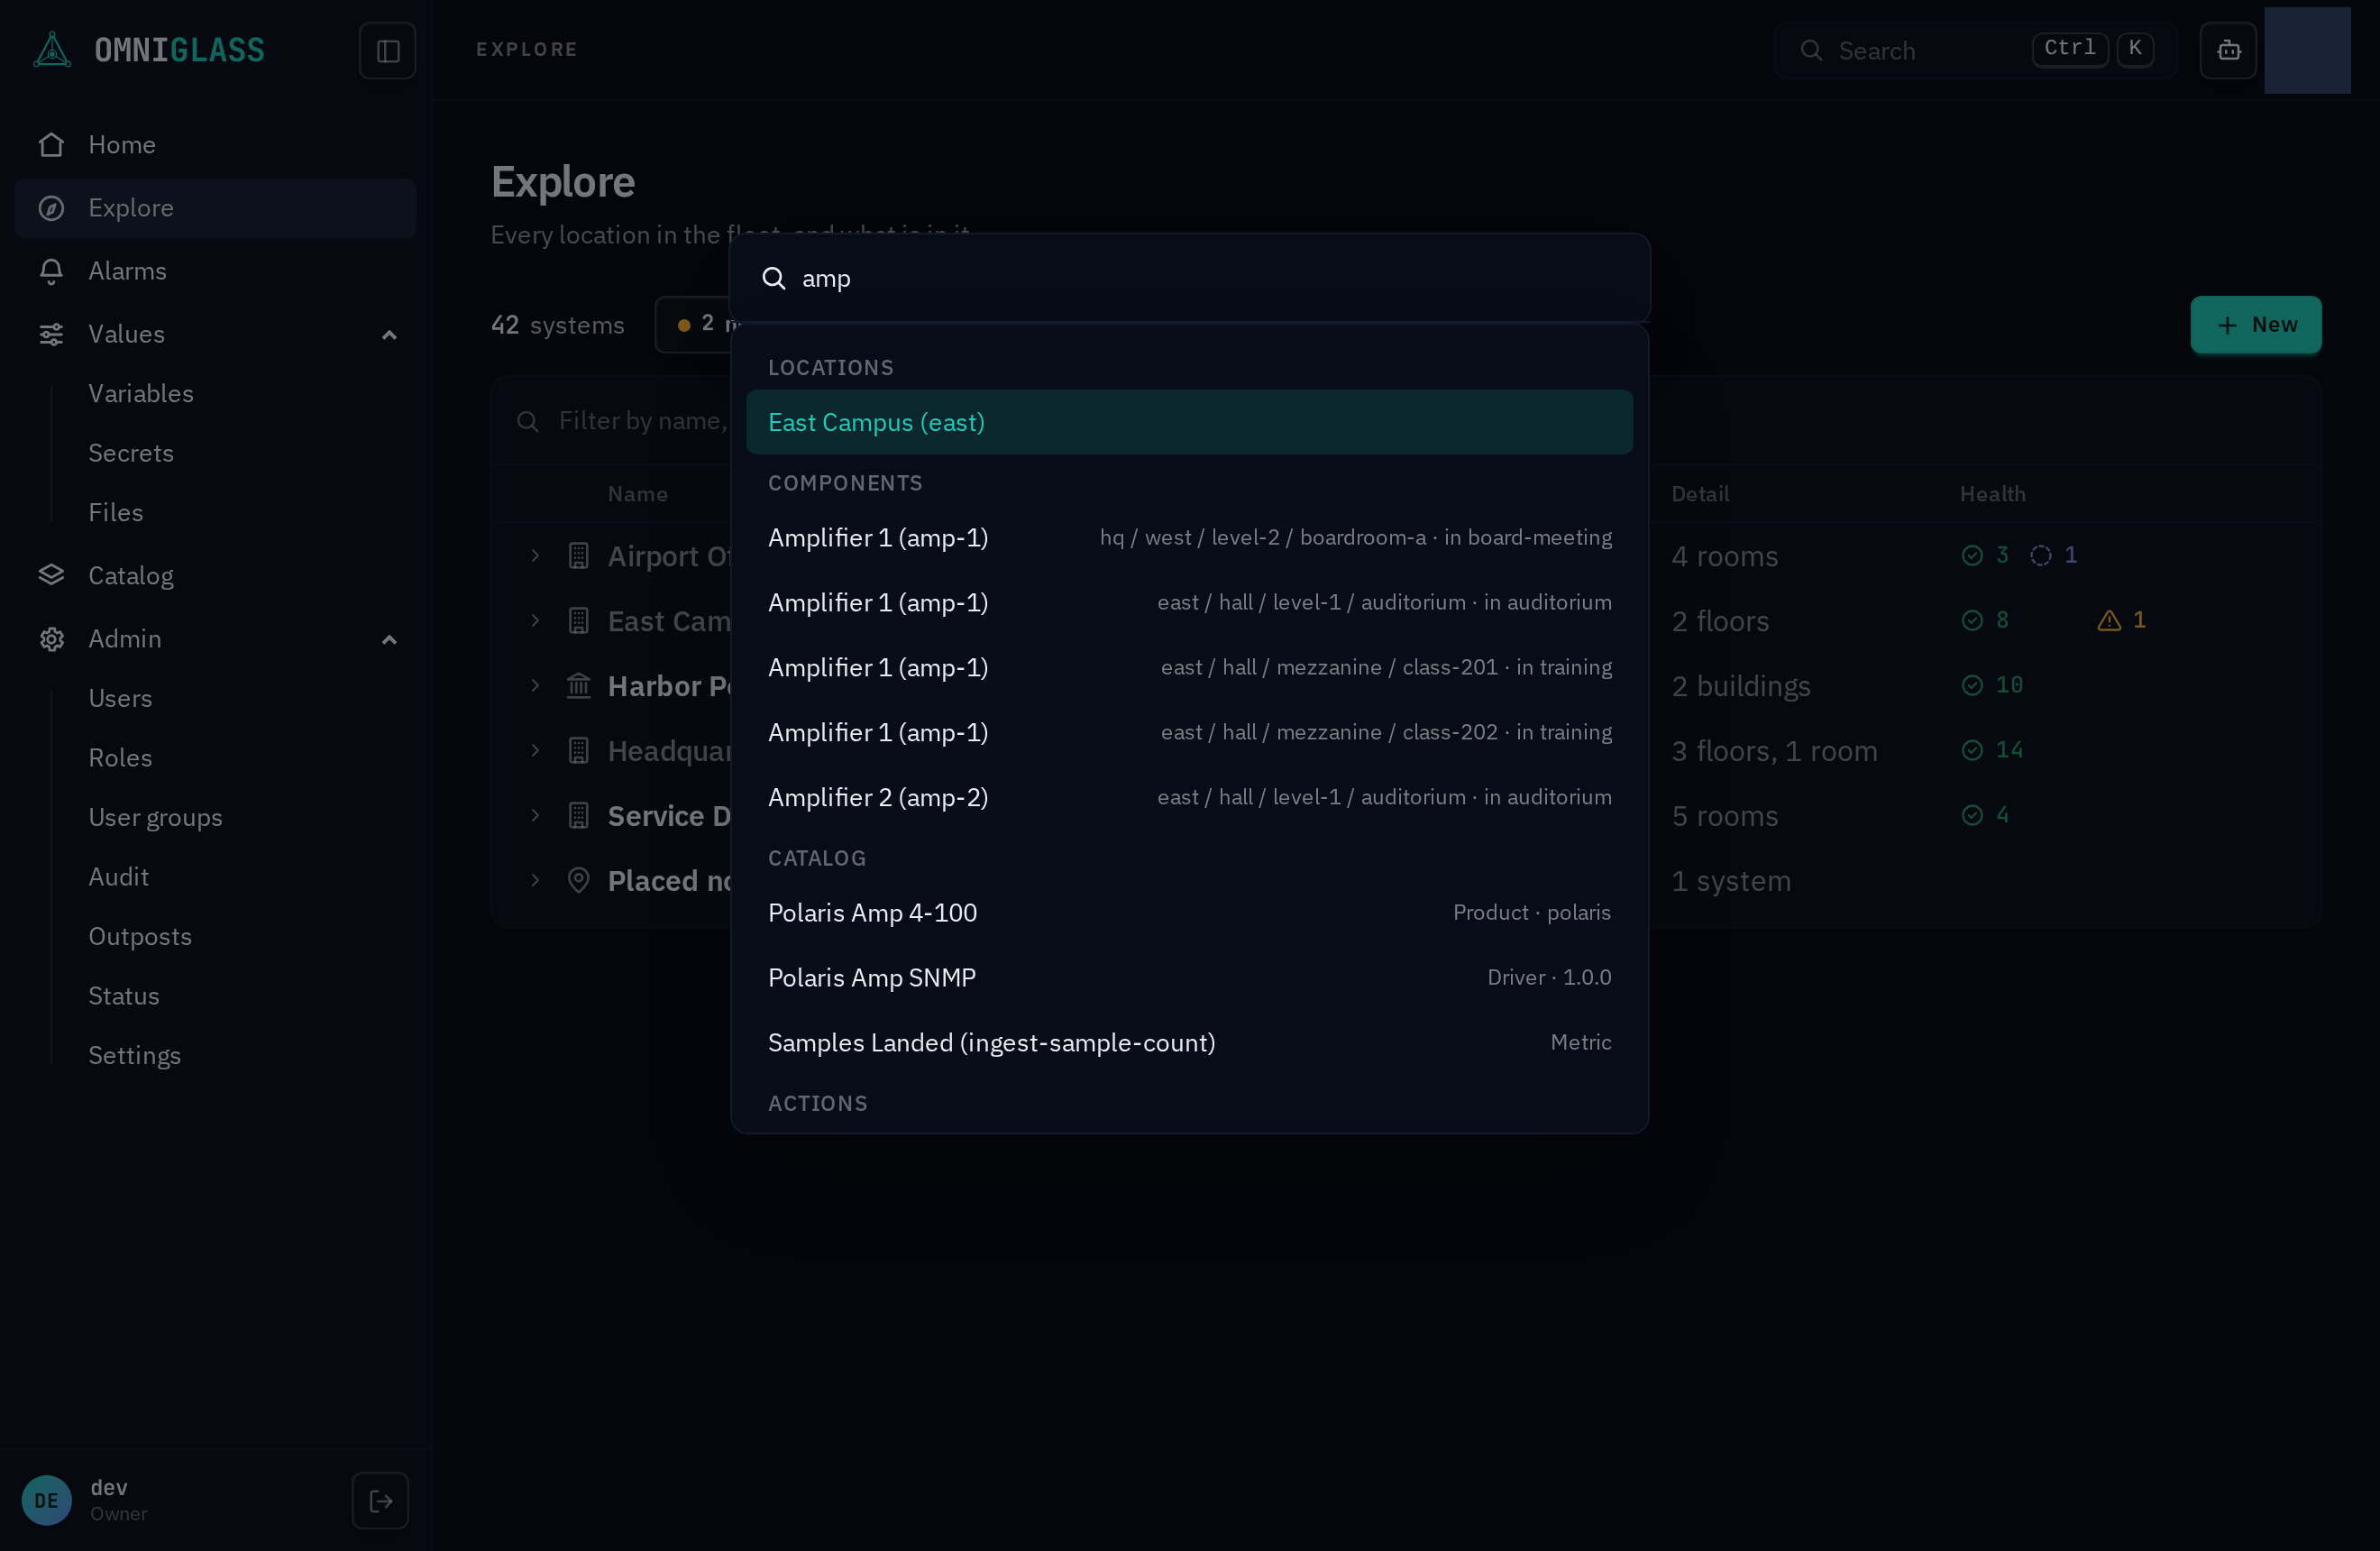 OMNIGLASS
EXPLORE
Search
Ctrl K
Home
Explore
Alarms
Values
Variables
Secrets
Files
Catalog
Admin
Users
Roles
User groups
Audit
Outposts
Status
Settings
DE
dev
Owner
Explore
Every location in the
42 systems
2
New
amp
LOCATIONS
East Campus (east)
COMPONENTS
Amplifier 1 (amp-1) hq / west / level-2 / boardroom-a · in board-meeting
Amplifier 1 (amp-1) east / hall / level-1 / auditorium · in auditorium
Amplifier 1 (amp-1) east / hall / mezzanine / class-201 · in training
Amplifier 1 (amp-1) east / hall / mezzanine / class-202 · in training
Amplifier 2 (amp-2) east / hall / level-1 / auditorium · in auditorium
CATALOG
Polaris Amp 4-100 Product · polaris
Polaris Amp SNMP Driver · 1.0.0
Samples Landed (ingest-sample-count) Metric
ACTIONS
Filter by name,
Name Detail Health
Airport 4 rooms 3 1
East 2 floors 8 1
Harbor 2 buildings 10
3 floors, 1 room 14
Service 5 rooms 4
Placed 1 system